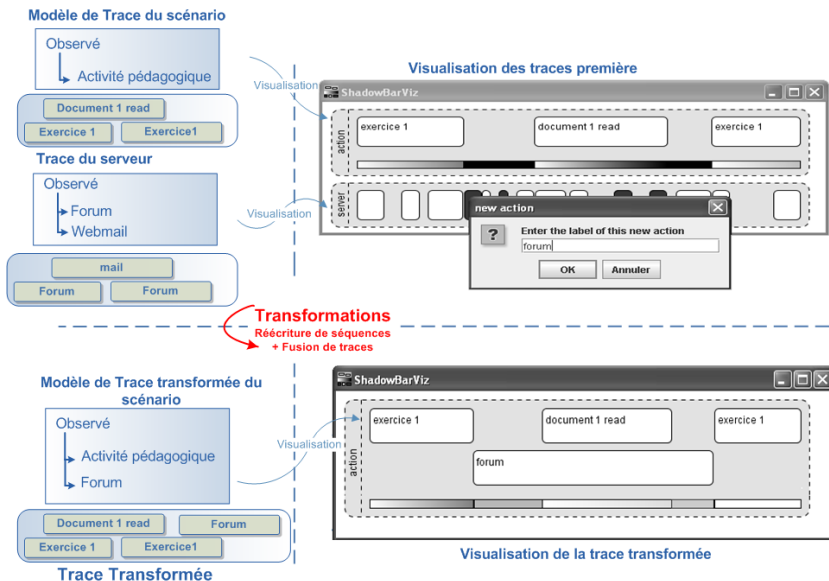 Modèle de Trace du scénario
Observé
Activité pédagogique
Document 1 read
Exercice 1
Exercice1
Trace du serveur
Observé
Forum
Webmail
mail
Forum
Forum
Visualisation
Visualisation
Visualisation des traces première
ShadowBarViz
action
exercice 1
document 1 read
exercice 1
server
new action
?
Enter the label of this new action
forum
OK
Annuler
Transformations
Réécriture de séquences
+ Fusion de traces
Modèle de Trace transformée du
scénario
Observé
Activité pédagogique
Forum
Document 1 read
Forum
Exercice 1
Exercice1
Trace Transformée
Visualisation
ShadowBarViz
action
exercice 1
document 1 read
exercice 1
forum
Visualisation de la trace transformée